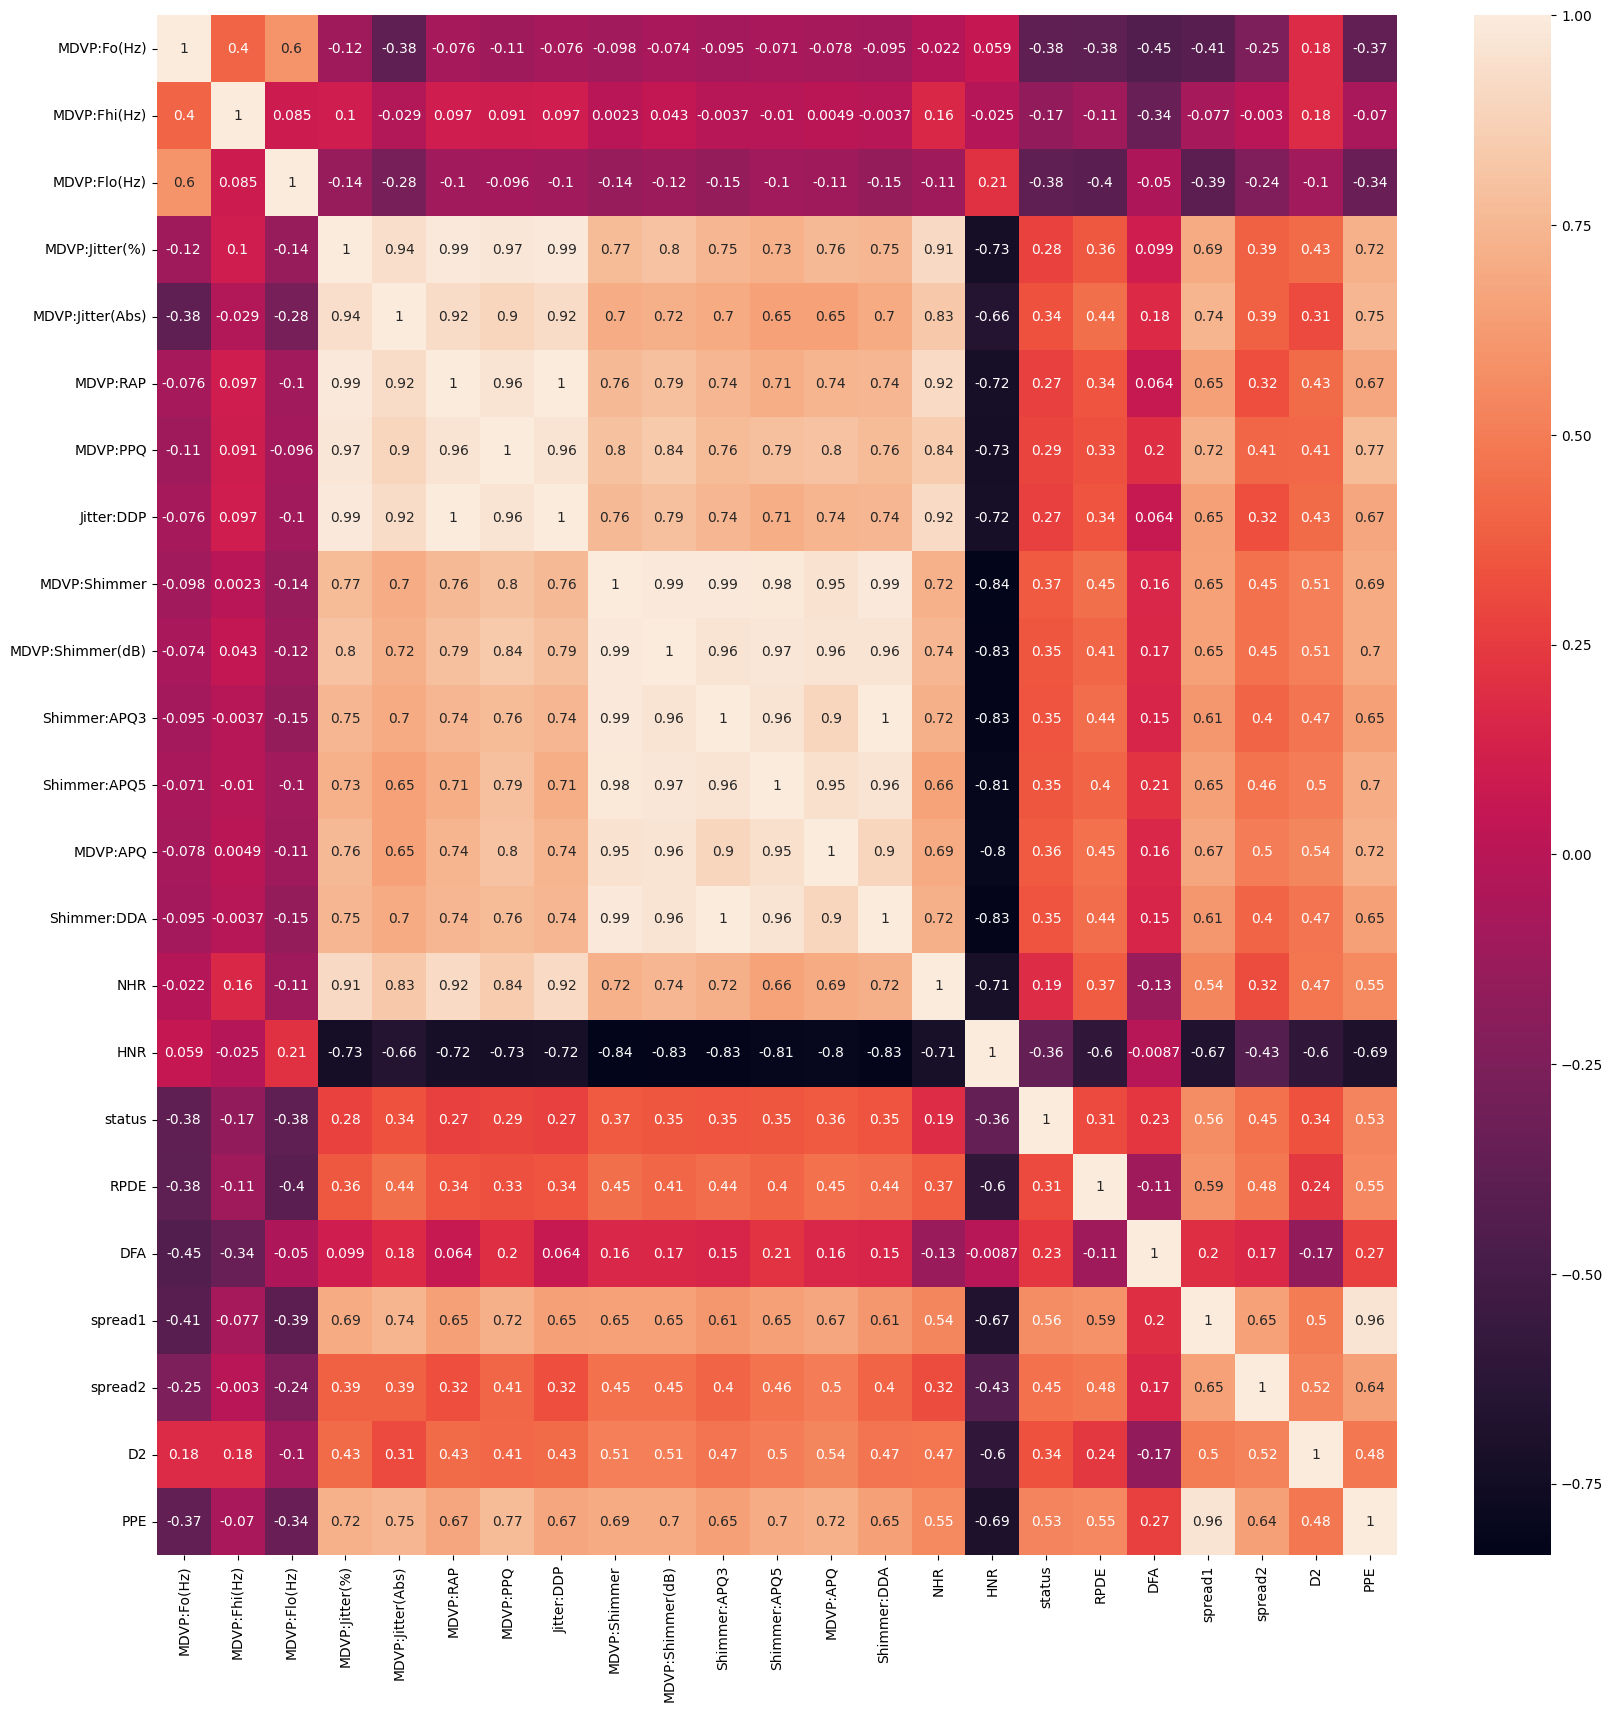 MDVP:Fo(Hz) 1 0.4 0.6 -0.12 -0.38 -0.076 -0.11 -0.076 -0.098 -0.074 -0.095 -0.071 -0.078 -0.095 -0.022 0.059 -0.38 -0.38 -0.45 -0.41 -0.25 0.18 -0.37
MDVP:Fhi(Hz) 0.4 1 0.085 0.1 -0.029 0.097 0.091 0.097 0.0023 0.043 -0.0037 -0.01 0.0049 -0.0037 0.16 -0.025 -0.17 -0.11 -0.34 -0.077 -0.003 0.18 -0.07
MDVP:Flo(Hz) 0.6 0.085 1 -0.14 -0.28 -0.1 -0.096 -0.1 -0.14 -0.12 -0.15 -0.1 -0.11 -0.15 -0.11 0.21 -0.38 -0.4 -0.05 -0.39 -0.24 -0.1 -0.34
MDVP:Jitter(%) -0.12 0.1 -0.14 1 0.94 0.99 0.97 0.99 0.77 0.8 0.75 0.73 0.76 0.75 0.91 -0.73 0.28 0.36 0.099 0.69 0.39 0.43 0.72
MDVP:Jitter(Abs) -0.38 -0.029 -0.28 0.94 1 0.92 0.9 0.92 0.7 0.72 0.7 0.65 0.65 0.7 0.83 -0.66 0.34 0.44 0.18 0.74 0.39 0.31 0.75
MDVP:RAP -0.076 0.097 -0.1 0.99 0.92 1 0.96 1 0.76 0.79 0.74 0.71 0.74 0.74 0.92 -0.72 0.27 0.34 0.064 0.65 0.32 0.43 0.67
MDVP:PPQ -0.11 0.091 -0.096 0.97 0.9 0.96 1 0.96 0.8 0.84 0.76 0.79 0.8 0.76 0.84 -0.73 0.29 0.33 0.2 0.72 0.41 0.41 0.77
Jitter:DDP -0.076 0.097 -0.1 0.99 0.92 1 0.96 1 0.76 0.79 0.74 0.71 0.74 0.74 0.92 -0.72 0.27 0.34 0.064 0.65 0.32 0.43 0.67
MDVP:Shimmer -0.098 0.0023 -0.14 0.77 0.7 0.76 0.8 0.76 1 0.99 0.99 0.98 0.95 0.99 0.72 -0.84 0.37 0.45 0.16 0.65 0.45 0.51 0.69
MDVP:Shimmer(dB) -0.074 0.043 -0.12 0.8 0.72 0.79 0.84 0.79 0.99 1 0.96 0.97 0.96 0.96 0.74 -0.83 0.35 0.41 0.17 0.65 0.45 0.51 0.7
Shimmer:APQ3 -0.095 -0.0037 -0.15 0.75 0.7 0.74 0.76 0.74 0.99 0.96 1 0.96 0.9 1 0.72 -0.83 0.35 0.44 0.15 0.61 0.4 0.47 0.65
Shimmer:APQ5 -0.071 -0.01 -0.1 0.73 0.65 0.71 0.79 0.71 0.98 0.97 0.96 1 0.95 0.96 0.66 -0.81 0.35 0.4 0.21 0.65 0.46 0.5 0.7
MDVP:APQ -0.078 0.0049 -0.11 0.76 0.65 0.74 0.8 0.74 0.95 0.96 0.9 0.95 1 0.9 0.69 -0.8 0.36 0.45 0.16 0.67 0.5 0.54 0.72
Shimmer:DDA -0.095 -0.0037 -0.15 0.75 0.7 0.74 0.76 0.74 0.99 0.96 1 0.96 0.9 1 0.72 -0.83 0.35 0.44 0.15 0.61 0.4 0.47 0.65
NHR -0.022 0.16 -0.11 0.91 0.83 0.92 0.84 0.92 0.72 0.74 0.72 0.66 0.69 0.72 1 -0.71 0.19 0.37 -0.13 0.54 0.32 0.47 0.55
HNR 0.059 -0.025 0.21 -0.73 -0.66 -0.72 -0.73 -0.72 -0.84 -0.83 -0.83 -0.81 -0.8 -0.83 -0.71 1 -0.36 -0.6 -0.0087 -0.67 -0.43 -0.6 -0.69
status -0.38 -0.17 -0.38 0.28 0.34 0.27 0.29 0.27 0.37 0.35 0.35 0.35 0.36 0.35 0.19 -0.36 1 0.31 0.23 0.56 0.45 0.34 0.53
RPDE -0.38 -0.11 -0.4 0.36 0.44 0.34 0.33 0.34 0.45 0.41 0.44 0.4 0.45 0.44 0.37 -0.6 0.31 1 -0.11 0.59 0.48 0.24 0.55
DFA -0.45 -0.34 -0.05 0.099 0.18 0.064 0.2 0.064 0.16 0.17 0.15 0.21 0.16 0.15 -0.13 -0.0087 0.23 -0.11 1 0.2 0.17 -0.17 0.27
spread1 -0.41 -0.077 -0.39 0.69 0.74 0.65 0.72 0.65 0.65 0.65 0.61 0.65 0.67 0.61 0.54 -0.67 0.56 0.59 0.2 1 0.65 0.5 0.96
spread2 -0.25 -0.003 -0.24 0.39 0.39 0.32 0.41 0.32 0.45 0.45 0.4 0.46 0.5 0.4 0.32 -0.43 0.45 0.48 0.17 0.65 1 0.52 0.64
D2 0.18 0.18 -0.1 0.43 0.31 0.43 0.41 0.43 0.51 0.51 0.47 0.5 0.54 0.47 0.47 -0.6 0.34 0.24 -0.17 0.5 0.52 1 0.48
PPE -0.37 -0.07 -0.34 0.72 0.75 0.67 0.77 0.67 0.69 0.7 0.65 0.7 0.72 0.65 0.55 -0.69 0.53 0.55 0.27 0.96 0.64 0.48 1
MDVP:Fo(Hz)
MDVP:Fhi(Hz)
MDVP:Flo(Hz)
MDVP:Jitter(%)
MDVP:Jitter(Abs)
MDVP:RAP
MDVP:PPQ
Jitter:DDP
MDVP:Shimmer
MDVP:Shimmer(dB)
Shimmer:APQ3
Shimmer:APQ5
MDVP:APQ
Shimmer:DDA
NHR
HNR
status
RPDE
DFA
spread1
spread2
D2
PPE
1.00
0.75
0.50
0.25
0.00
−0.25
−0.50
−0.75